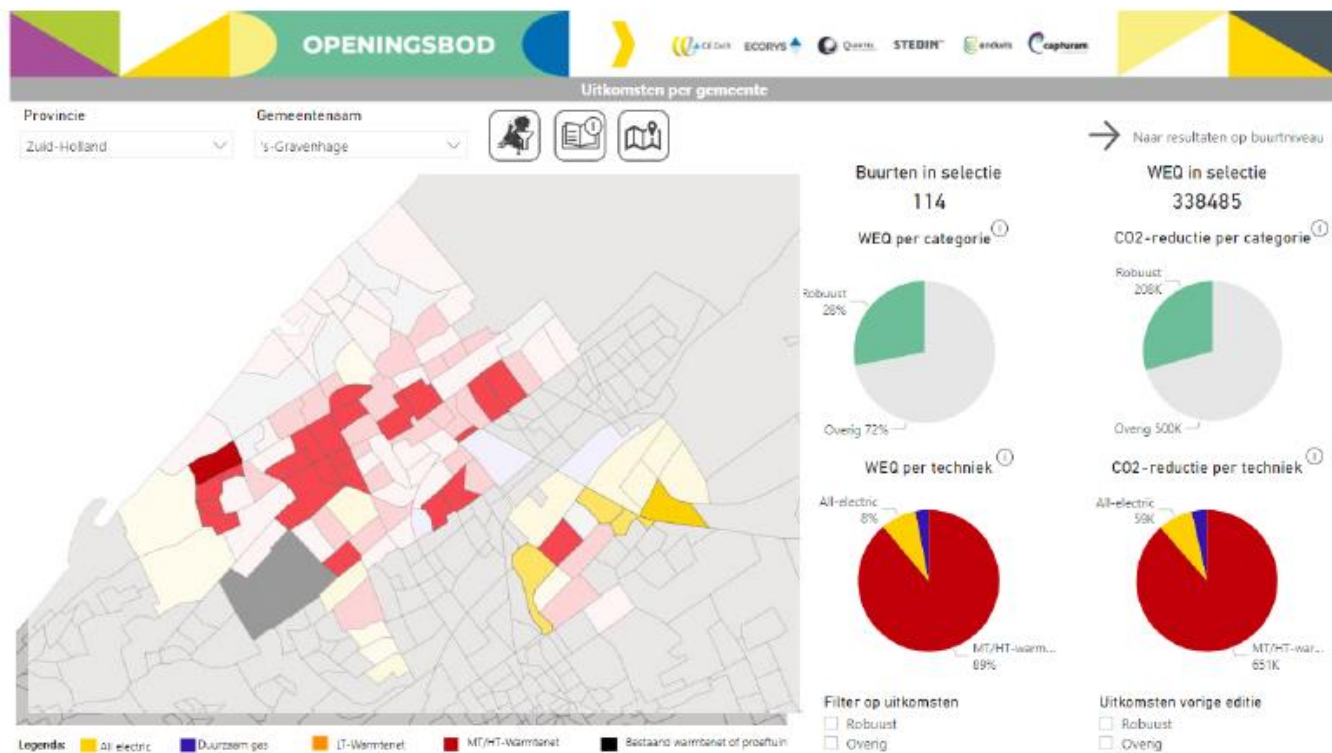 OPENINGSBOD
CE Delft ECORYS Quintel STEDIN enduris capturam
Uitkomsten per gemeente
Provincie
Gemeentenaam
Zuid-Holland
's-Gravenhage
Naar resultaten op buurtniveau
Buurten in selectie
114
WEQ in selectie
338485
WEQ per categorie
CO2-reductie per categorie
Robuust
28%
Overig 72%
Robuust
208K
Overig 500K
WEQ per techniek
CO2-reductie per techniek
All-electric
8%
MT/HT-warm...
89%
All-electric
59K
MT/HT-war...
651K
Filter op uitkomsten
Robuust
Overig
Uitkomsten vorige editie
Robuust
Overig
Legenda: All electric Duurzaam gas LT-Warmtenet MT/HT-Warmtenet Bestaand warmtenet of proeftuin